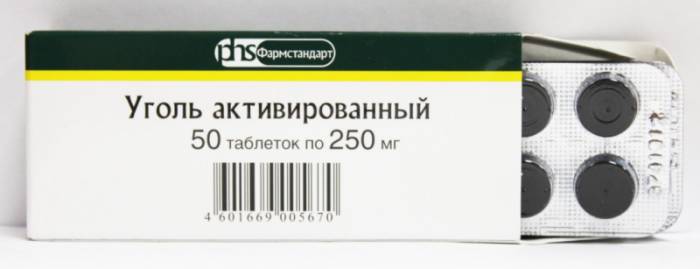 phs Фармстандарт
Уголь активированный
50 таблеток по 250 мг
4 601669 005670